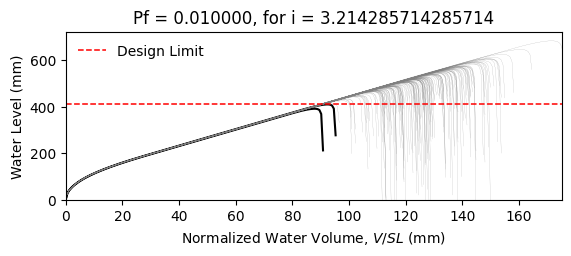 Pf = 0.010000, for i = 3.214285714285714
Design Limit
Water Level (mm)
600
400
200
0
0 20 40 60 80 100 120 140 160
Normalized Water Volume, V/SL (mm)